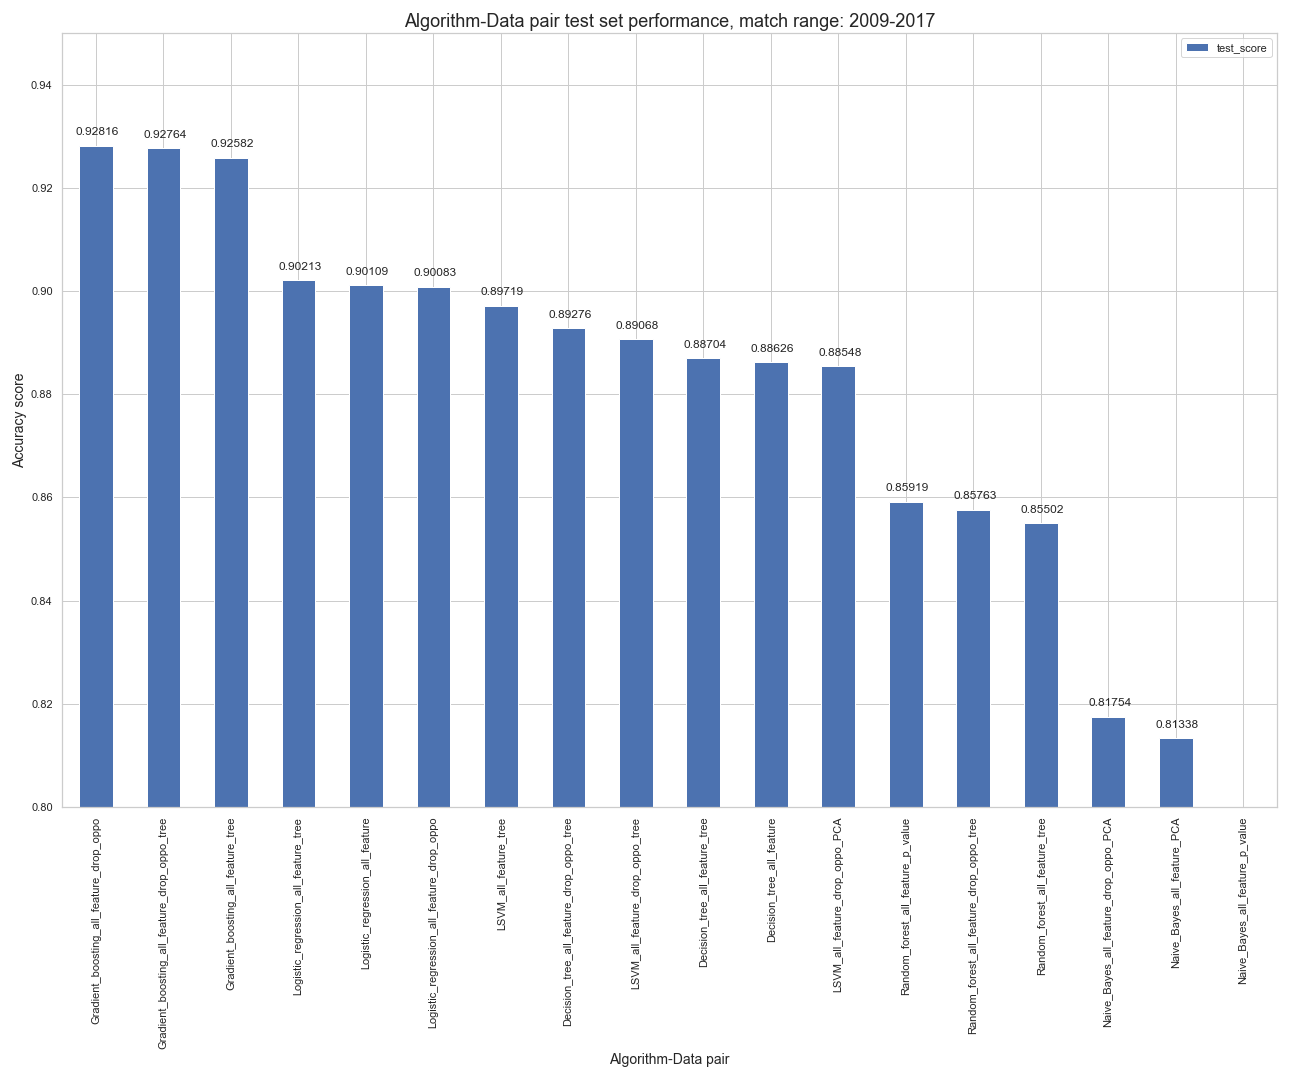 Algorithm-Data pair test set performance, match range: 2009-2017
test_score
0.94
0.92
0.90
0.88
0.86
0.84
0.82
0.80
Accuracy score
0.92816
0.92764
0.92582
0.90213
0.90109
0.90083
0.89719
0.89276
0.89068
0.88704
0.88626
0.88548
0.85919
0.85763
0.85502
0.81754
0.81338
Gradient_boosting_all_feature_drop_oppo
Gradient_boosting_all_feature_drop_oppo_tree
Gradient_boosting_all_feature_tree
Logistic_regression_all_feature_tree
Logistic_regression_all_feature
Logistic_regression_all_feature_drop_oppo
LSVM_all_feature_tree
Decision_tree_all_feature_drop_oppo_tree
LSVM_all_feature_drop_oppo_tree
Decision_tree_all_feature_tree
Decision_tree_all_feature
LSVM_all_feature_drop_oppo_PCA
Random_forest_all_feature_p_value
Random_forest_all_feature_drop_oppo_tree
Random_forest_all_feature_tree
Naive_Bayes_all_feature_drop_oppo_PCA
Naive_Bayes_all_feature_PCA
Naive_Bayes_all_feature_p_value
Algorithm-Data pair